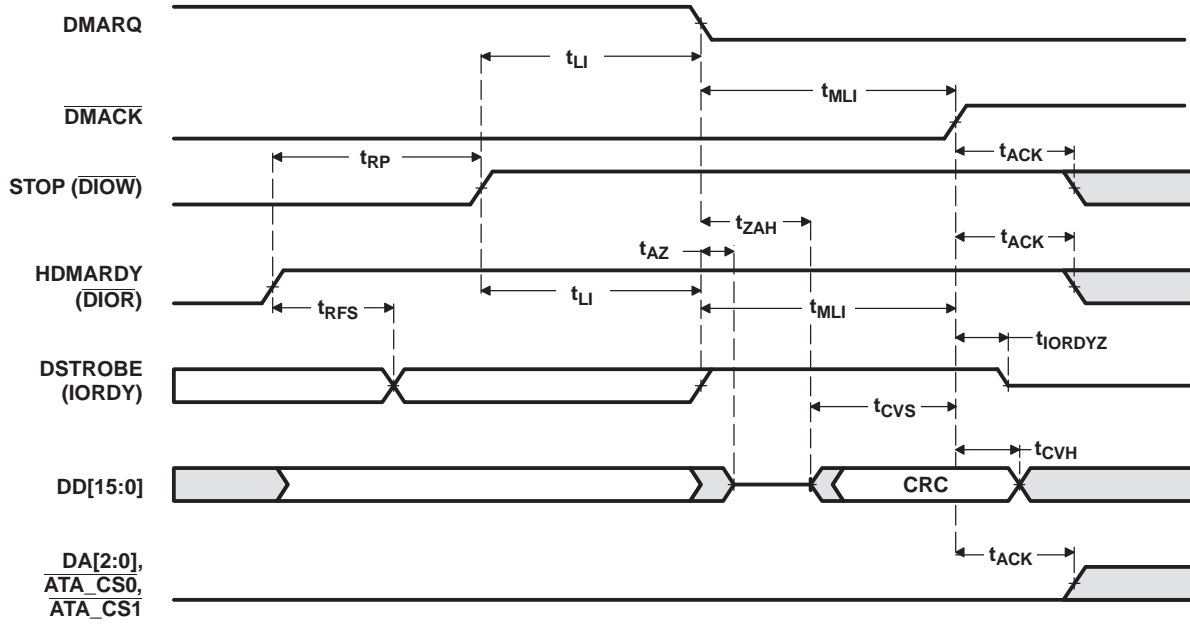 DMARQ
tLI
tMLI
DMACK
tRP
tACK
STOP (DIOW)
tZAH
tAZ
tACK
HDMARDY
(DIOR)
tLI
tRFS
tMLI
tIORDYZ
DSTROBE
(IORDY)
tCVS
tCVH
DD[15:0]
CRC
DA[2:0],
ATA_CS0,
ATA_CS1
tACK